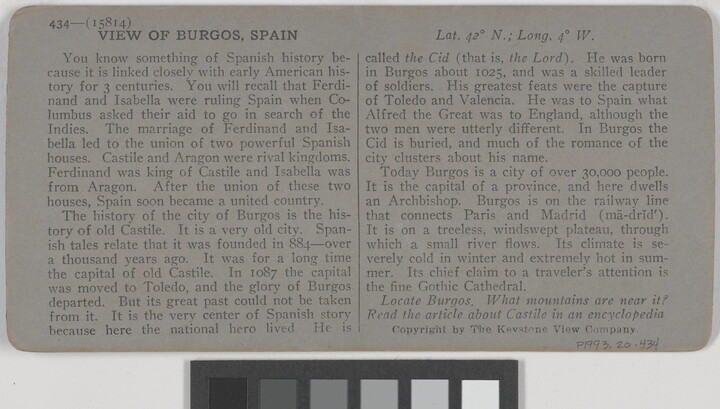 434—(15814)
VIEW OF BURGOS, SPAIN
You know something of Spanish history be-
cause it is linked closely with early American his-
tory for 3 centuries. You will recall that Ferdi-
nand and Isabella were ruling Spain when Co-
lumbus asked their aid to go in search of the
Indies. The marriage of Ferdinand and Isa-
bella led to the union of two powerful Spanish
houses. Castile and Aragon were rival kingdoms.
Ferdinand was king of Castile and Isabella was
from Aragon. After the union of these two
houses, Spain soon became a united country.
The history of the city of Burgos is the his-
tory of old Castile. It is a very old city. Span-
ish tales relate that it was founded in 884—over
a thousand years ago. It was for a long time
the capital of old Castile. In 1087 the capital
was moved to Toledo, and the glory of Burgos
departed. But its great past could not be taken
from it. It is the very center of Spanish story
because here the national hero lived. He is
Lat. 42° N.; Long. 4° W.
called the Cid (that is, the Lord). He was born
in Burgos about 1025, and was a skilled leader
of soldiers. His greatest feats were the capture
of Toledo and Valencia. He was to Spain what
Alfred the Great was to England, although the
two men were utterly different. In Burgos the
Cid is buried, and much of the romance of the
city clusters about his name.
Today Burgos is a city of over 30,000 people.
It is the capital of a province, and here dwells
an Archbishop. Burgos is on the railway line
that connects Paris and Madrid (mä-drĭd').
It is on a treeless, windswept plateau, through
which a small river flows. Its climate is se-
verely cold in winter and extremely hot in sum-
mer. Its chief claim to a traveler's attention is
the fine Gothic Cathedral.
Locate Burgos. What mountains are near it?
Read the article about Castile in an encyclopedia
Copyright by The Keystone View Company.
P1993.20.434